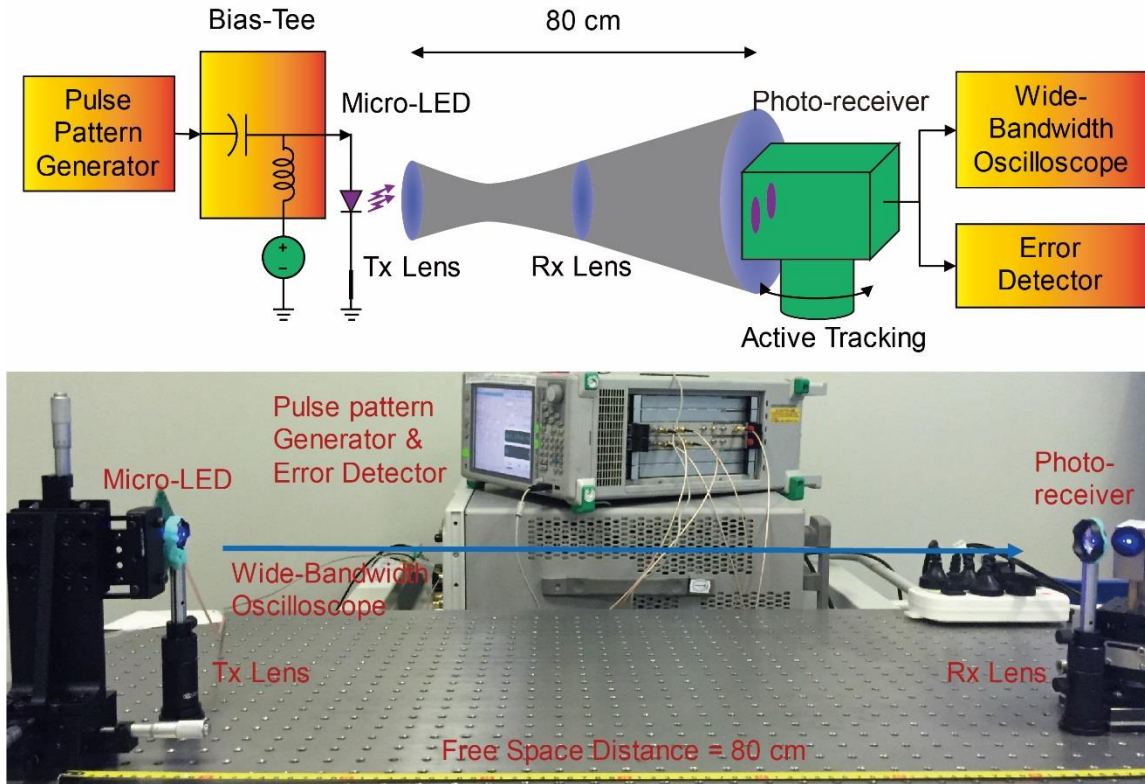 Bias-Tee
80 cm
Pulse
Pattern
Generator
Micro-LED
Photo-receiver
Wide-
Bandwidth
Oscilloscope
+
−
Tx Lens
Rx Lens
Error
Detector
Active Tracking
Pulse pattern
Generator &
Error Detector
Micro-LED
Photo-
receiver
Wide-Bandwidth
Oscilloscope
Tx Lens
Rx Lens
Free Space Distance = 80 cm